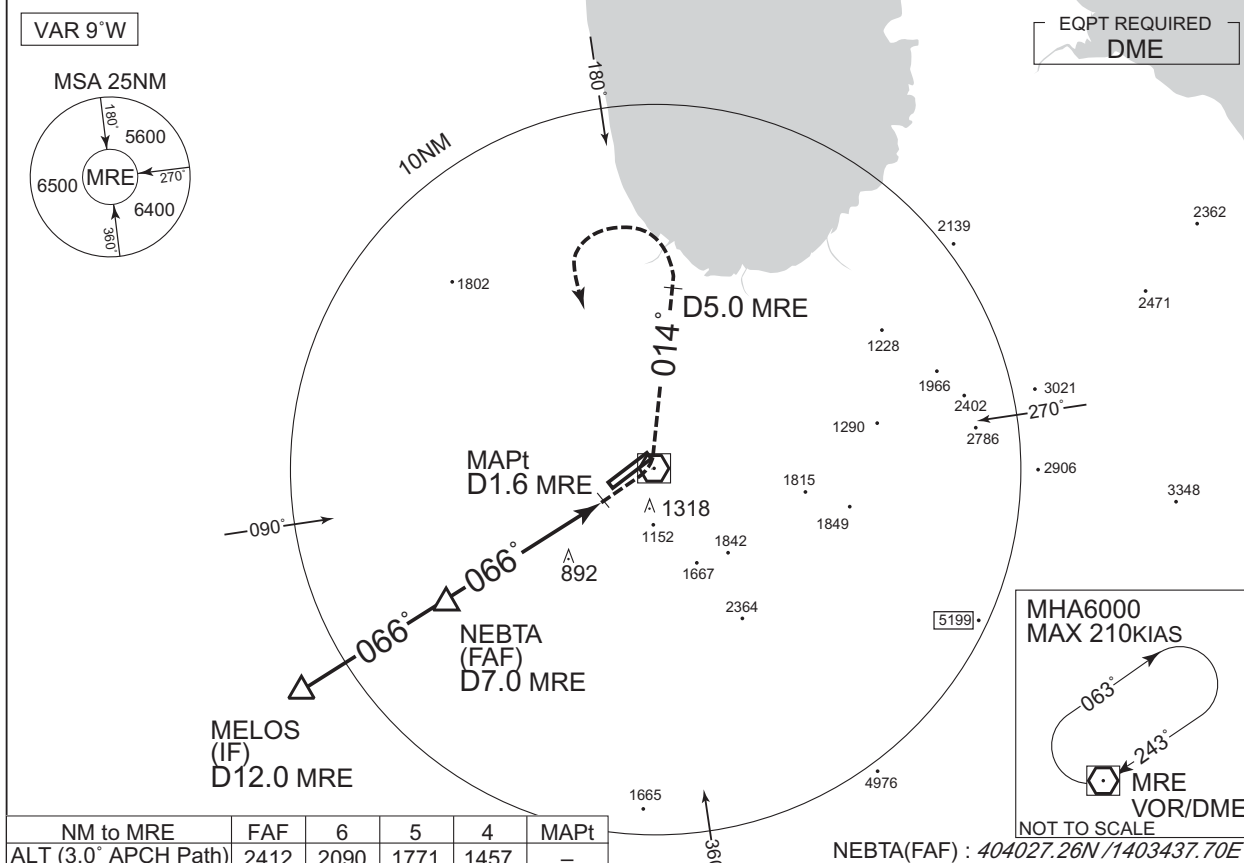 VAR 9°W
EQPT REQUIRED
DME
MSA 25NM
180°
5600
MRE
270°
6500
6400
360°
180°
10NM
2362
2139
1802
2471
D5.0 MRE
014°
1228
1966
3021
2402
270°
1290
2786
MAPt
D1.6 MRE
2906
1815
3348
1318
1849
090°
1152
1842
066°
892
1667
2364
5199
066°
NEBTA
(FAF)
D7.0 MRE
MELOS
(IF)
D12.0 MRE
MHA6000
MAX 210KIAS
063°
243°
MRE
VOR/DME
NOT TO SCALE
4976
1665
360
NM to MRE FAF 6 5 4 MAPt
ALT (3.0° APCH Path) 2412 2090 1771 1457 –
NEBTA(FAF) : 404027.26N /1403437.70E